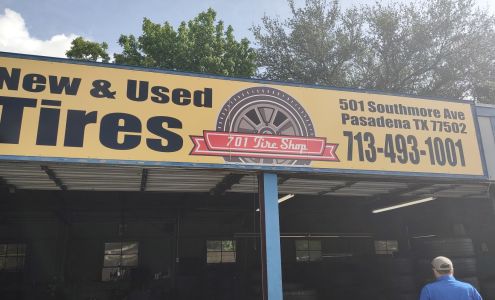 New & Used
Tires
701 Tire Shop
501 Southmore Ave
Pasadena TX 77502
713-493-1001